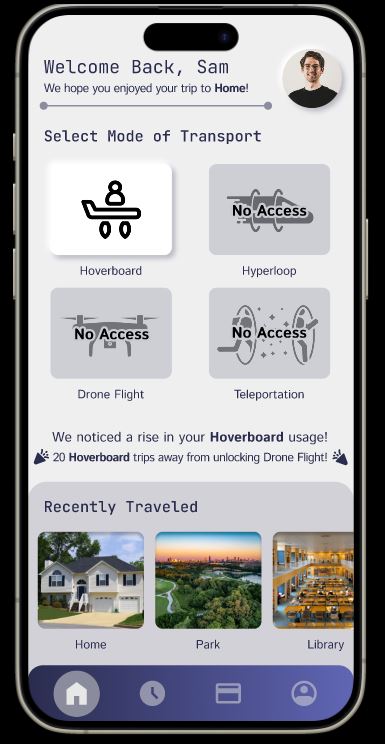 Welcome Back, Sam
We hope you enjoyed your trip to Home!
Select Mode of Transport
No Access
Hoverboard
Hyperloop
No Access
No Access
Drone Flight
Teleportation
We noticed a rise in your Hoverboard usage!
20 Hoverboard trips away from unlocking Drone Flight!
Recently Traveled
Home
Park
Library